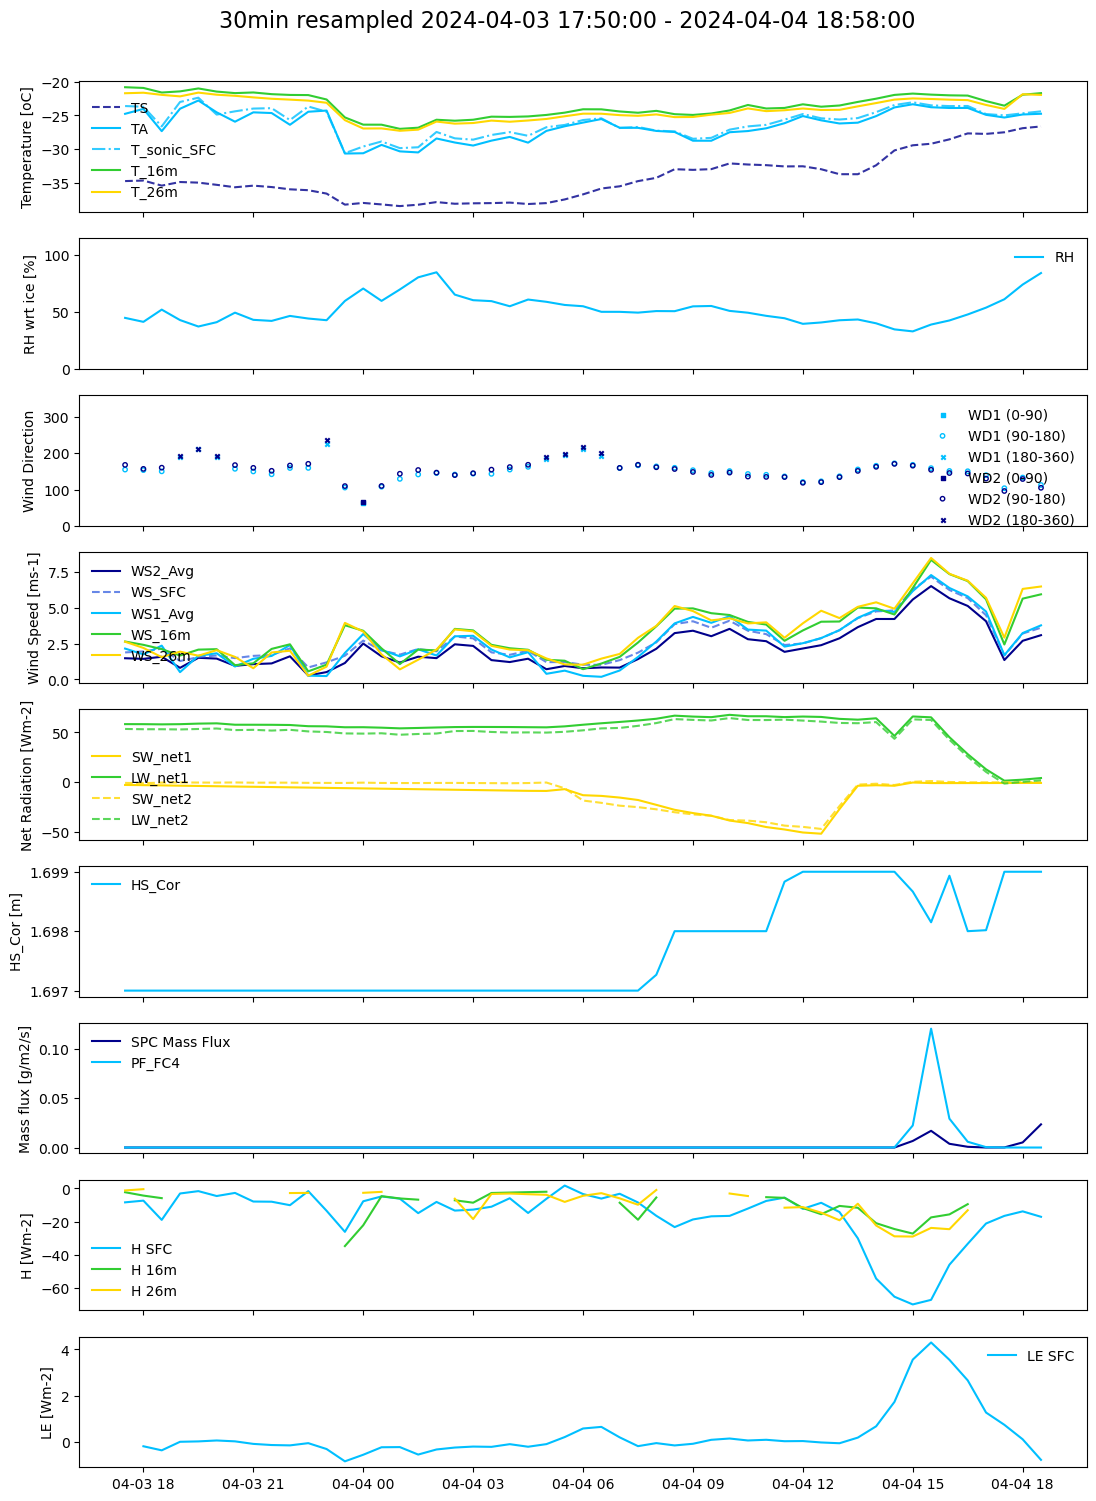 30min resampled 2024-04-03 17:50:00 - 2024-04-04 18:58:00
Temperature [oC]
−20
−25
−30
−35
TS
TA
T_sonic_SFC
T_16m
T_26m
RH wrt ice [%]
100
50
0
RH
Wind Direction
300
200
100
0
WD1 (0-90)
WD1 (90-180)
WD1 (180-360)
WD2 (0-90)
WD2 (90-180)
WD2 (180-360)
Wind Speed [ms-1]
7.5
5.0
2.5
0.0
WS2_Avg
WS_SFC
WS1_Avg
WS_16m
WS_26m
Net Radiation [Wm-2]
50
0
−50
SW_net1
LW_net1
SW_net2
LW_net2
HS_Cor [m]
1.699
1.698
1.697
HS_Cor
Mass flux [g/m2/s]
0.10
0.05
0.00
SPC Mass Flux
PF_FC4
H [Wm-2]
0
−20
−40
−60
H SFC
H 16m
H 26m
LE [Wm-2]
4
2
0
LE SFC
04-03 18 04-03 21 04-04 00 04-04 03 04-04 06 04-04 09 04-04 12 04-04 15 04-04 18